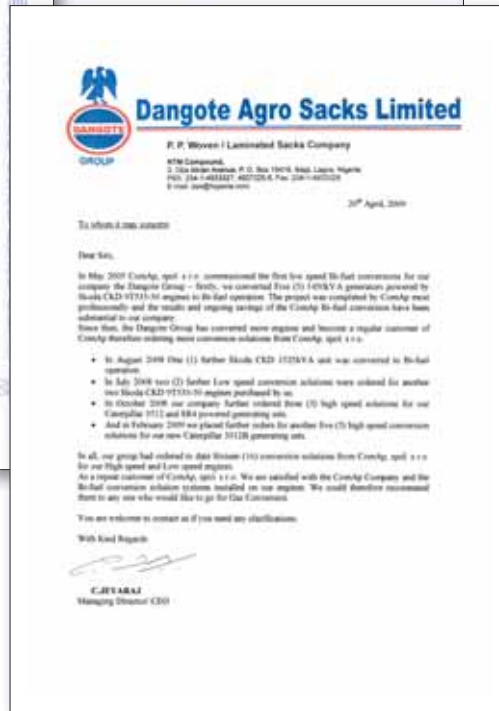 DANGOTE
GROUP
Dangote Agro Sacks Limited
P. P. Woven / Laminated Sacks Company
NTM Compound,
20th April, 2009
To whom it may concern
Dear Sirs,
In May 2005 ComAp, spol. s r.o. commissioned the first low speed Bi-fuel conversions for our
company the Dangote Group – firstly, we converted Five (5) generators powered by
Skoda CKD engines to Bi-fuel operation. The project was completed by ComAp most
professionally and the results and ongoing savings of the ComAp Bi-fuel conversion have been
substantial to our company.
Since then, the Dangote Group has converted more engines and become a regular customer of
ComAp therefore ordering more conversion solutions from ComAp, spol. s r.o.
• In August 2008 One (1) further Skoda CKD unit was converted to Bi-fuel
operation.
• In July 2008 two (2) further Low speed conversion solutions were ordered for another
two Skoda CKD engines purchased by us.
• In October 2008 our company further ordered three (3) high speed solutions for our
Caterpillar 3512 and powered generating sets.
• And in February 2009 we placed further orders for another five (5) high speed conversion
solutions for our new Caterpillar 3512B generating sets.
In all, our group had ordered to date Sixteen (16) conversion solutions from ComAp, spol. s r.o.
for our High speed and Low speed engines.
As a repeat customer of ComAp, spol. s r.o. We are satisfied with the ComAp Company and the
Bi-fuel conversion solution systems installed on our engines. We could therefore recommend
them to any one who would like to go for Gas Conversion.
You are welcome to contact us if you need any clarifications.
With Kind Regards
C.JEYARAJ
Managing Director/ CEO